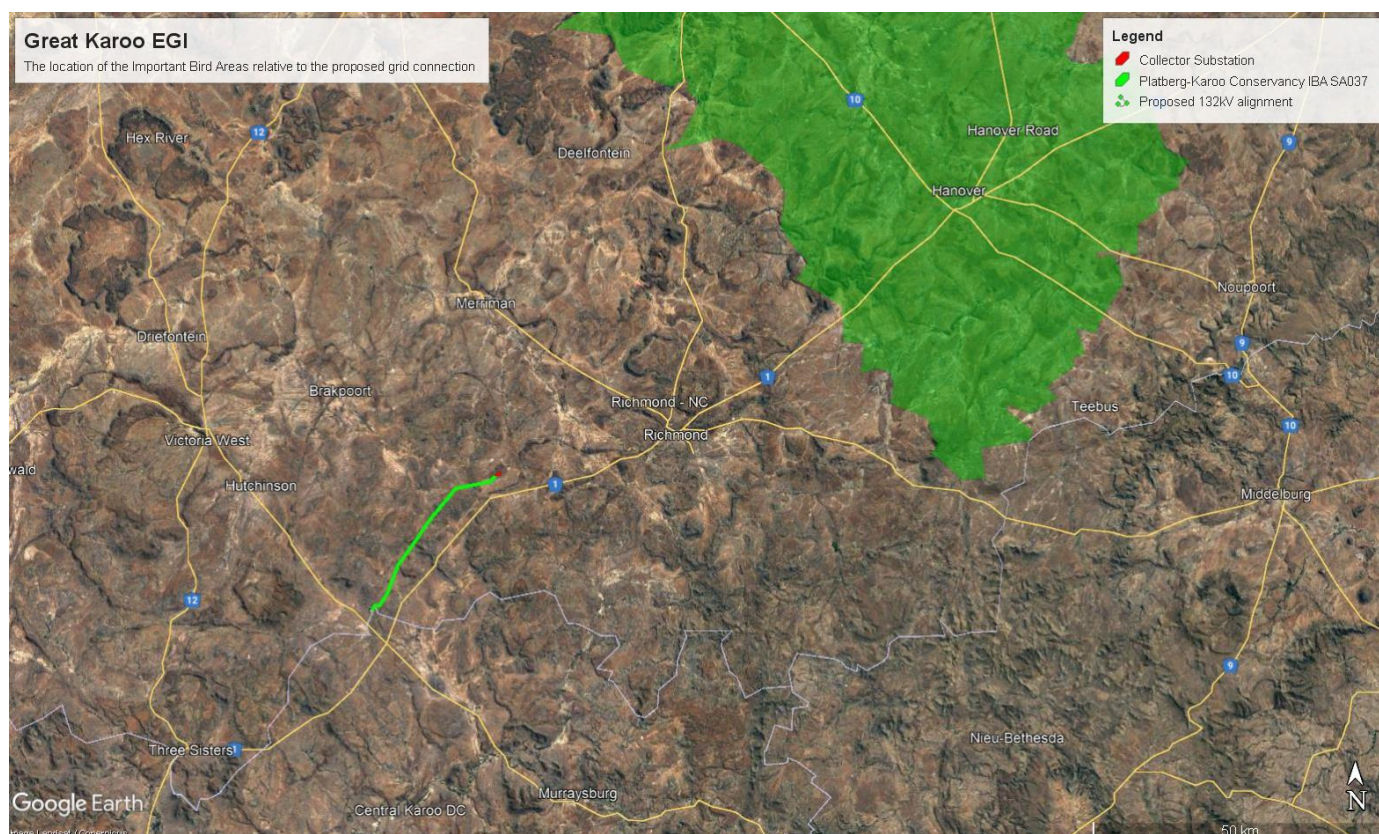 Great Karoo EGI
The location of the Important Bird Areas relative to the proposed grid connection
Legend
Collector Substation
Platberg-Karoo Conservancy IBA SA037
Proposed 132kV alignment
10
12
Hex River
Deelfontein
Hanover Road
9
Hanover
Merriman
Noupoort
Driefontein
9
1
10
Brakpoort
Richmond - NC
Teebus
Victoria West
Richmond
10
wald
Hutchinson
1
Middelburg
12
9
Three Sisters
1
Nieu-Bethesda
Murraysburg
Central Karoo DC
N
Google Earth
Image Landsat / Copernicus
50 km